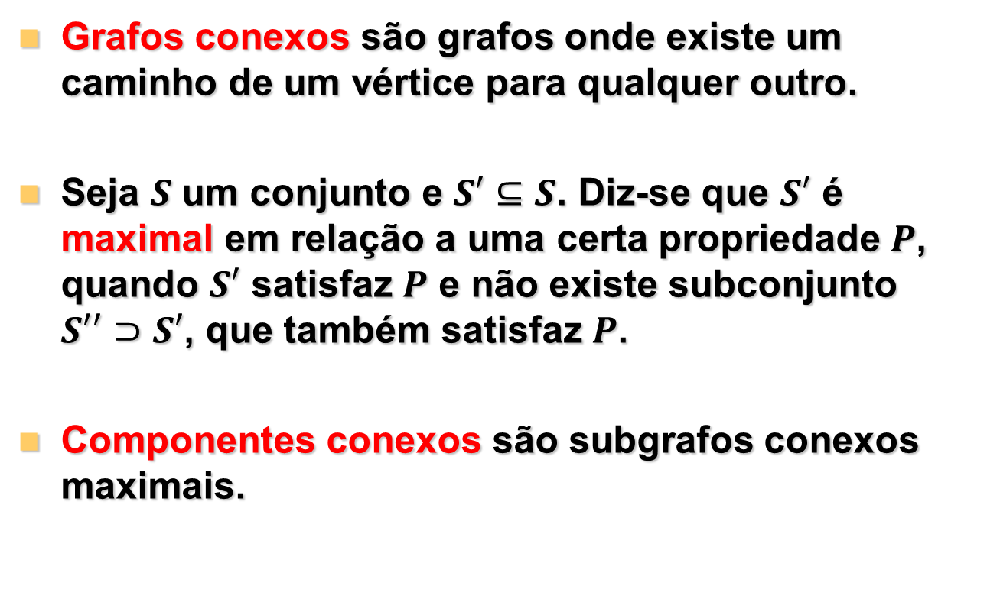 Grafos conexos são grafos onde existe um
caminho de um vértice para qualquer outro.
Seja S um conjunto e S′ ⊆ S. Diz-se que S′ é
maximal em relação a uma certa propriedade P,
quando S′ satisfaz P e não existe subconjunto
S′′ ⊃ S′, que também satisfaz P.
Componentes conexos são subgrafos conexos
maximais.